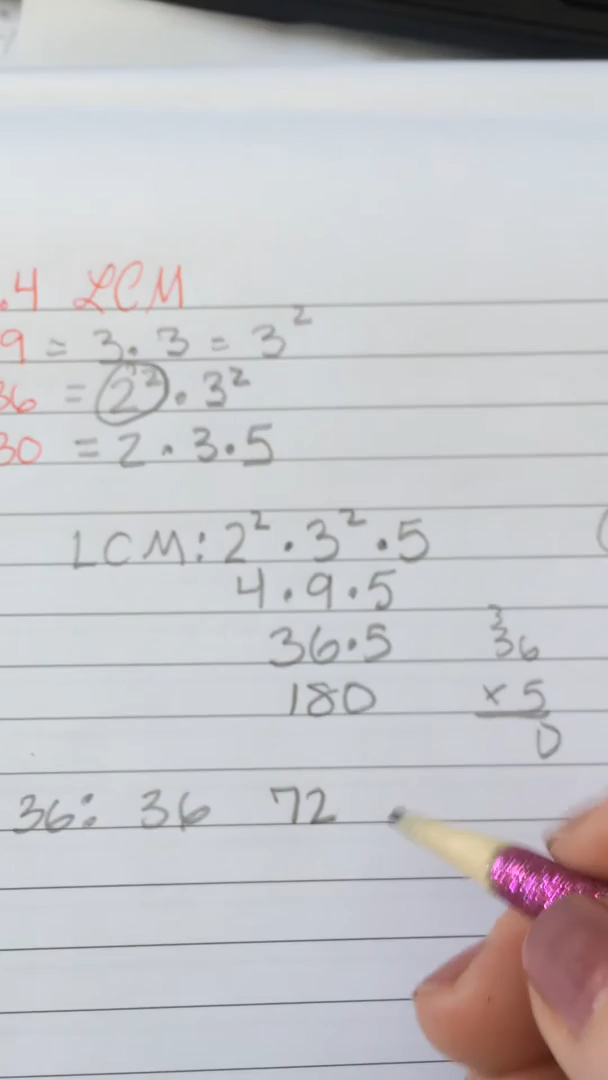 .4 LCM
9 = 3.3 = 3²
36 = 2² . 3²
30 = 2 . 3 . 5
LCM: 2² . 3² . 5
4 . 9 . 5
36 . 5
180
3
36
x 5
0
36: 36 72